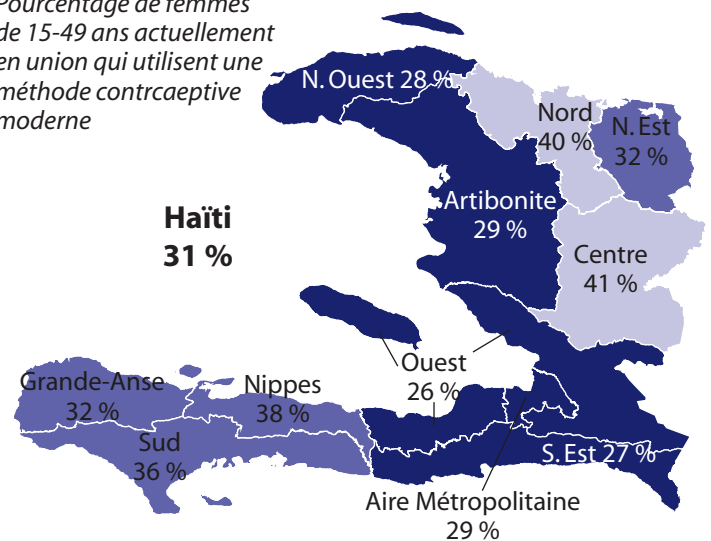 Pourcentage de femmes
de 15-49 ans actuellement
en union qui utilisent une
méthode contrcaeptive
moderne
N. Ouest 28 %
Nord
40 %
N. Est
32 %
Artibonite
29 %
Haïti
31 %
Centre
41 %
Ouest
26 %
Grande-Anse
32 %
Nippes
38 %
Sud
36 %
S. Est 27 %
Aire Métropolitaine
29 %